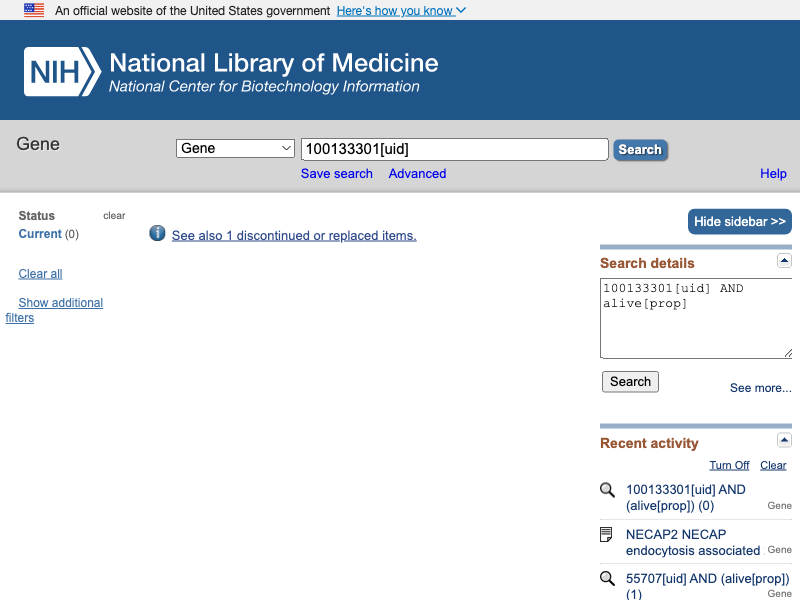 An official website of the United States government Here's how you know
NIH National Library of Medicine
National Center for Biotechnology Information
Gene
Gene 100133301[uid] Search
Save search Advanced
Help
Status clear
Current (0)
Clear all
Show additional
filters
See also 1 discontinued or replaced items.
Hide sidebar >>
Search details
100133301[uid] AND
alive[prop]
Search
See more...
Recent activity
Turn Off Clear
100133301[uid] AND
(alive[prop]) (0) Gene
NECAP2 NECAP
endocytosis associated Gene
55707[uid] AND (alive[prop])
(1) Gene